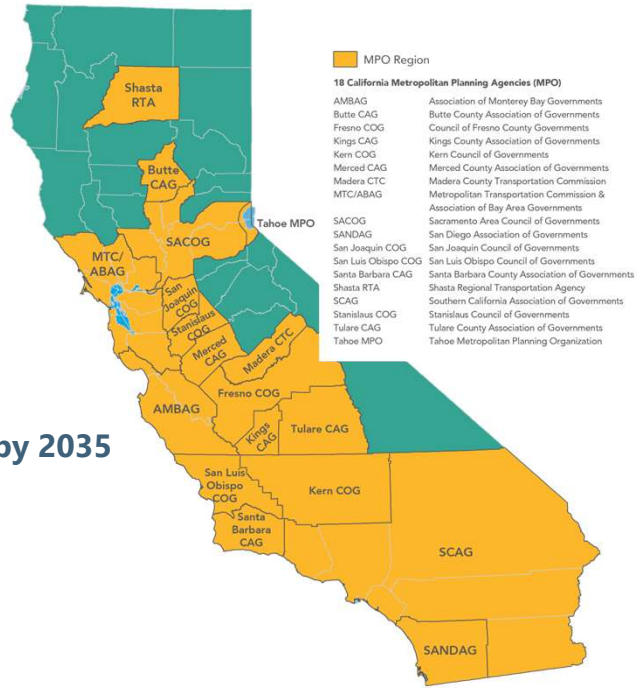 MPO Region
18 California Metropolitan Planning Agencies (MPO)
AMBAG Association of Monterey Bay Governments
Butte CAG Butte County Association of Governments
Fresno COG Council of Fresno County Governments
Kings CAG Kings County Association of Governments
Kern COG Kern Council of Governments
Merced CAG Merced County Association of Governments
Madera CTC Madera County Transportation Commission
MTC/ABAG Metropolitan Transportation Commission &
Association of Bay Area Governments
SACOG Sacramento Area Council of Governments
SANDAG San Diego Association of Governments
San Joaquin COG San Joaquin Council of Governments
San Luis Obispo COG San Luis Obispo Council of Governments
Santa Barbara CAG Santa Barbara County Association of Governments
Shasta RTA Shasta Regional Transportation Agency
SCAG Southern California Association of Governments
Stanislaus COG Stanislaus Council of Governments
Tulare CAG Tulare County Association of Governments
Tahoe MPO Tahoe Metropolitan Planning Organization
Shasta
RTA
Butte
CAG
Tahoe MPO
SACOG
MTC/
ABAG
San
Joaquin
COG
Stanislaus
COG
Merced
CAG
Madera CTC
Fresno COG
AMBAG
Kings
CAG
Tulare CAG
by 2035
San Luis
Obispo
COG
Kern COG
Santa
Barbara
CAG
SCAG
SANDAG